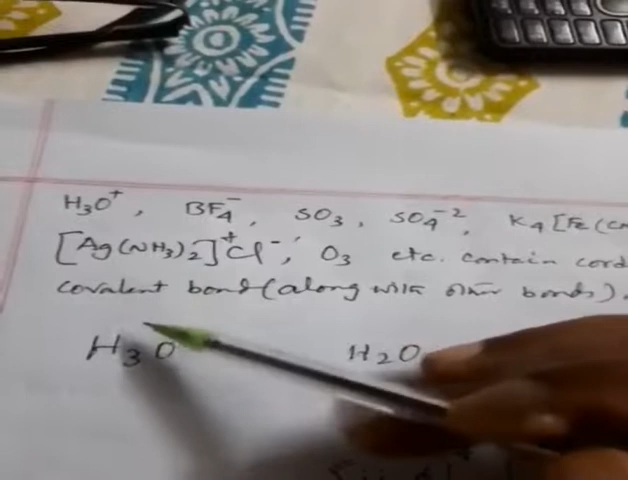 H₃O⁺, BF₄⁻, SO₃, SO₄⁻², K₄[Fe(CN
[Ag(NH₃)₂]⁺Cl⁻, O₃ etc. contain cord
covalent bond (along with other bonds).
H₃O H₂O